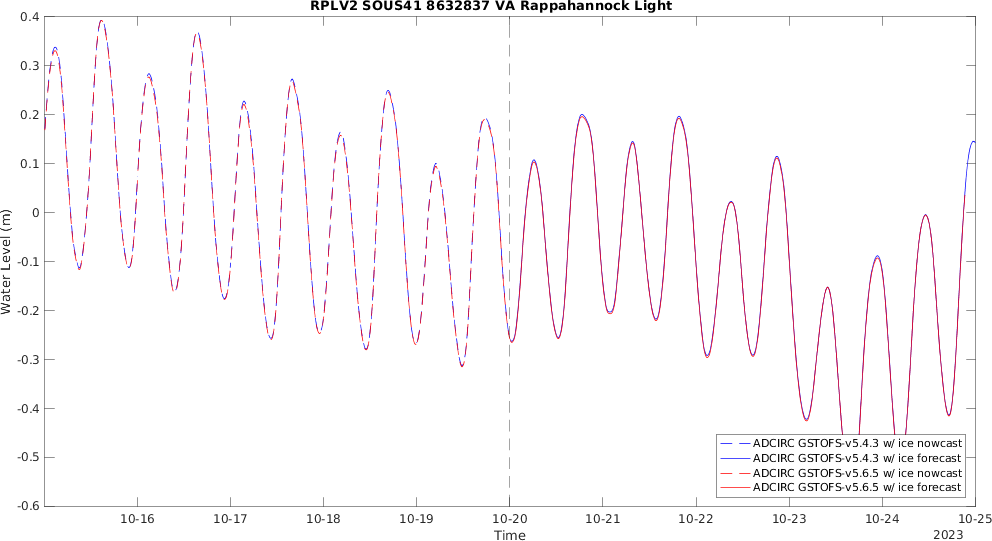 RPLV2 SOUS41 8632837 VA Rappahannock Light
0.4
0.3
0.2
0.1
0
-0.1
-0.2
-0.3
-0.4
-0.5
-0.6
Water Level (m)
ADCIRC GSTOFS-v5.4.3 w/ ice nowcast
ADCIRC GSTOFS-v5.4.3 w/ ice forecast
ADCIRC GSTOFS-v5.6.5 w/ ice nowcast
ADCIRC GSTOFS-v5.6.5 w/ ice forecast
10-16 10-17 10-18 10-19 10-20 10-21 10-22 10-23 10-24 10-25
Time
2023